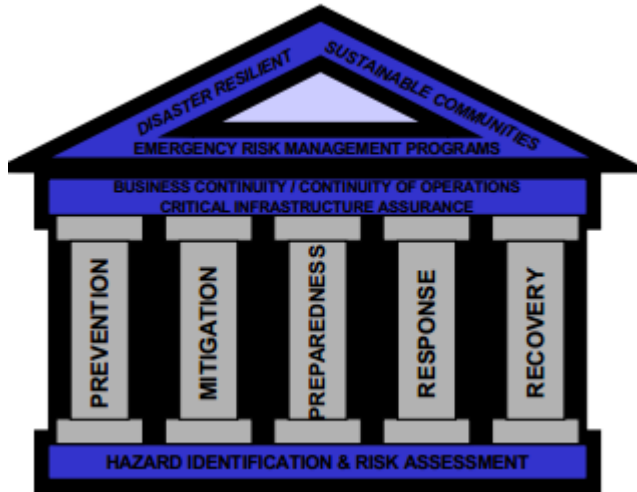 DISASTER RESILIENT
SUSTAINABLE COMMUNITIES
EMERGENCY RISK MANAGEMENT PROGRAMS
BUSINESS CONTINUITY / CONTINUITY OF OPERATIONS
CRITICAL INFRASTRUCTURE ASSURANCE
PREVENTION
MITIGATION
PREPAREDNESS
RESPONSE
RECOVERY
HAZARD IDENTIFICATION & RISK ASSESSMENT